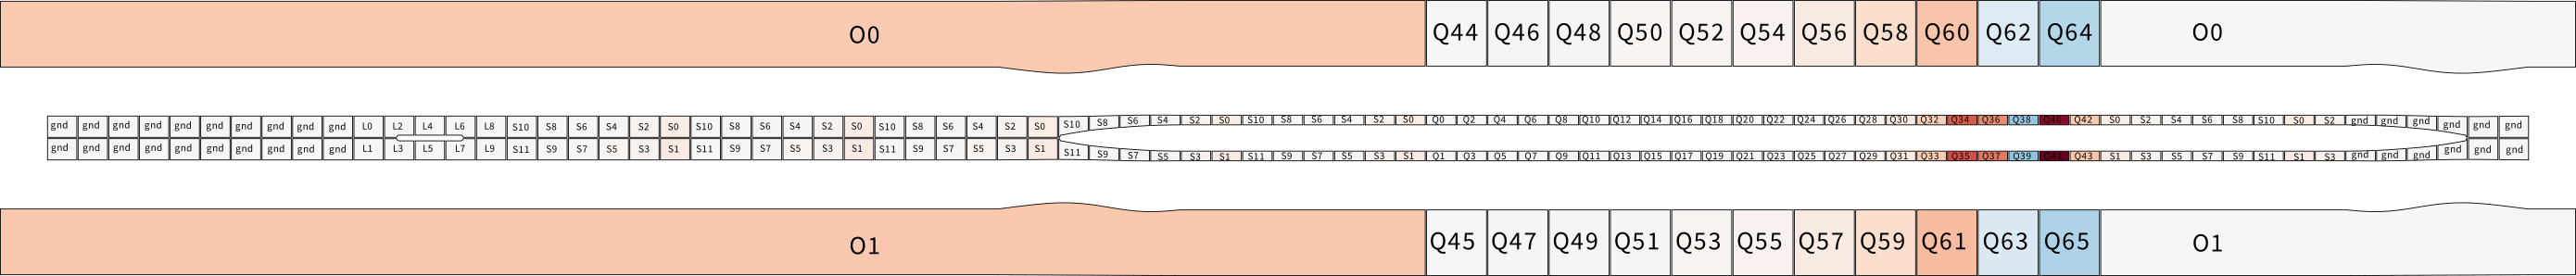 O0 Q44 Q46 Q48 Q50 Q52 Q54 Q56 Q58 Q60 Q62 Q64 O0
gnd gnd gnd gnd gnd gnd gnd gnd gnd gnd L0 L2 L4 L6 L8 S10 S8 S6 S4 S2 S0 S10 S8 S6 S4 S2 S0 S10 S8 S6 S4 S2 S0 S10 S8 S6 S4 S2 S0 S10 S8 S6 S4 S2 S0 Q0 Q2 Q4 Q6 Q8 Q10 Q12 Q14 Q16 Q18 Q20 Q22 Q24 Q26 Q28 Q30 Q32 Q34 Q36 Q38 Q40 Q42 S0 S2 S4 S6 S8 S10 S0 S2 gnd gnd gnd gnd gnd gnd
gnd gnd gnd gnd gnd gnd gnd gnd gnd gnd L1 L3 L5 L7 L9 S11 S9 S7 S5 S3 S1 S11 S9 S7 S5 S3 S1 S11 S9 S7 S5 S3 S1 S11 S9 S7 S5 S3 S1 S11 S9 S7 S5 S3 S1 Q1 Q3 Q5 Q7 Q9 Q11 Q13 Q15 Q17 Q19 Q21 Q23 Q25 Q27 Q29 Q31 Q33 Q35 Q37 Q39 Q41 Q43 S1 S3 S5 S7 S9 S11 S1 S3 gnd gnd gnd gnd gnd gnd
O1 Q45 Q47 Q49 Q51 Q53 Q55 Q57 Q59 Q61 Q63 Q65 O1